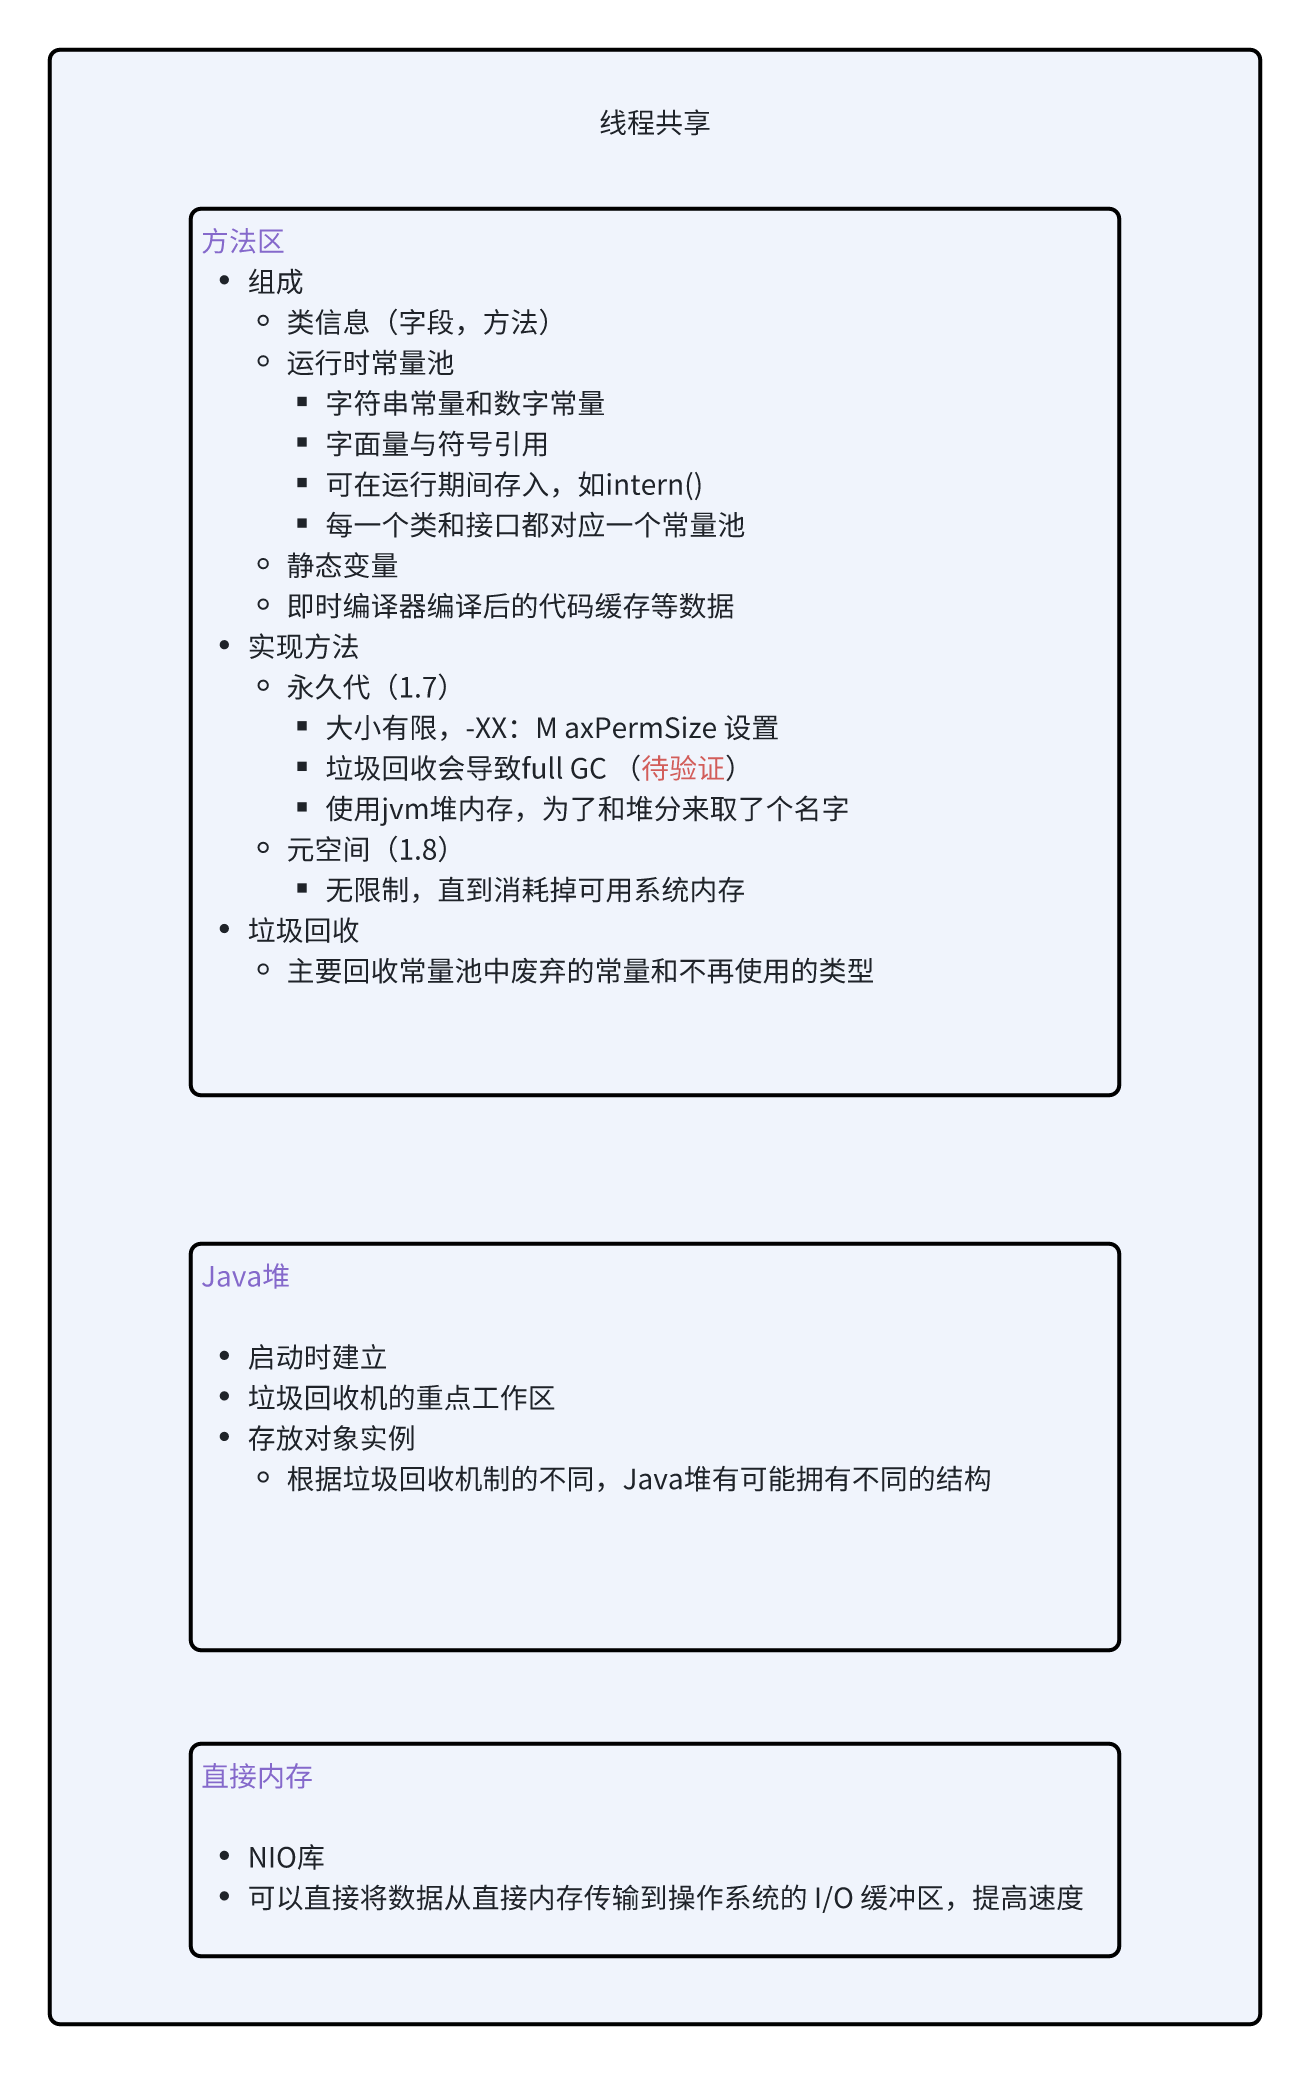 线程共享
方法区
组成
类信息（字段，方法）
运行时常量池
字符串常量和数字常量
字面量与符号引用
可在运行期间存入，如intern()
每一个类和接口都对应一个常量池
静态变量
即时编译器编译后的代码缓存等数据
实现方法
永久代（1.7）
大小有限，-XX：M axPermSize 设置
垃圾回收会导致full GC （待验证）
使用jvm堆内存，为了和堆分来取了个名字
元空间（1.8）
无限制，直到消耗掉可用系统内存
垃圾回收
主要回收常量池中废弃的常量和不再使用的类型
Java堆
启动时建立
垃圾回收机的重点工作区
存放对象实例
根据垃圾回收机制的不同，Java堆有可能拥有不同的结构
直接内存
NIO库
可以直接将数据从直接内存传输到操作系统的 I/O 缓冲区，提高速度